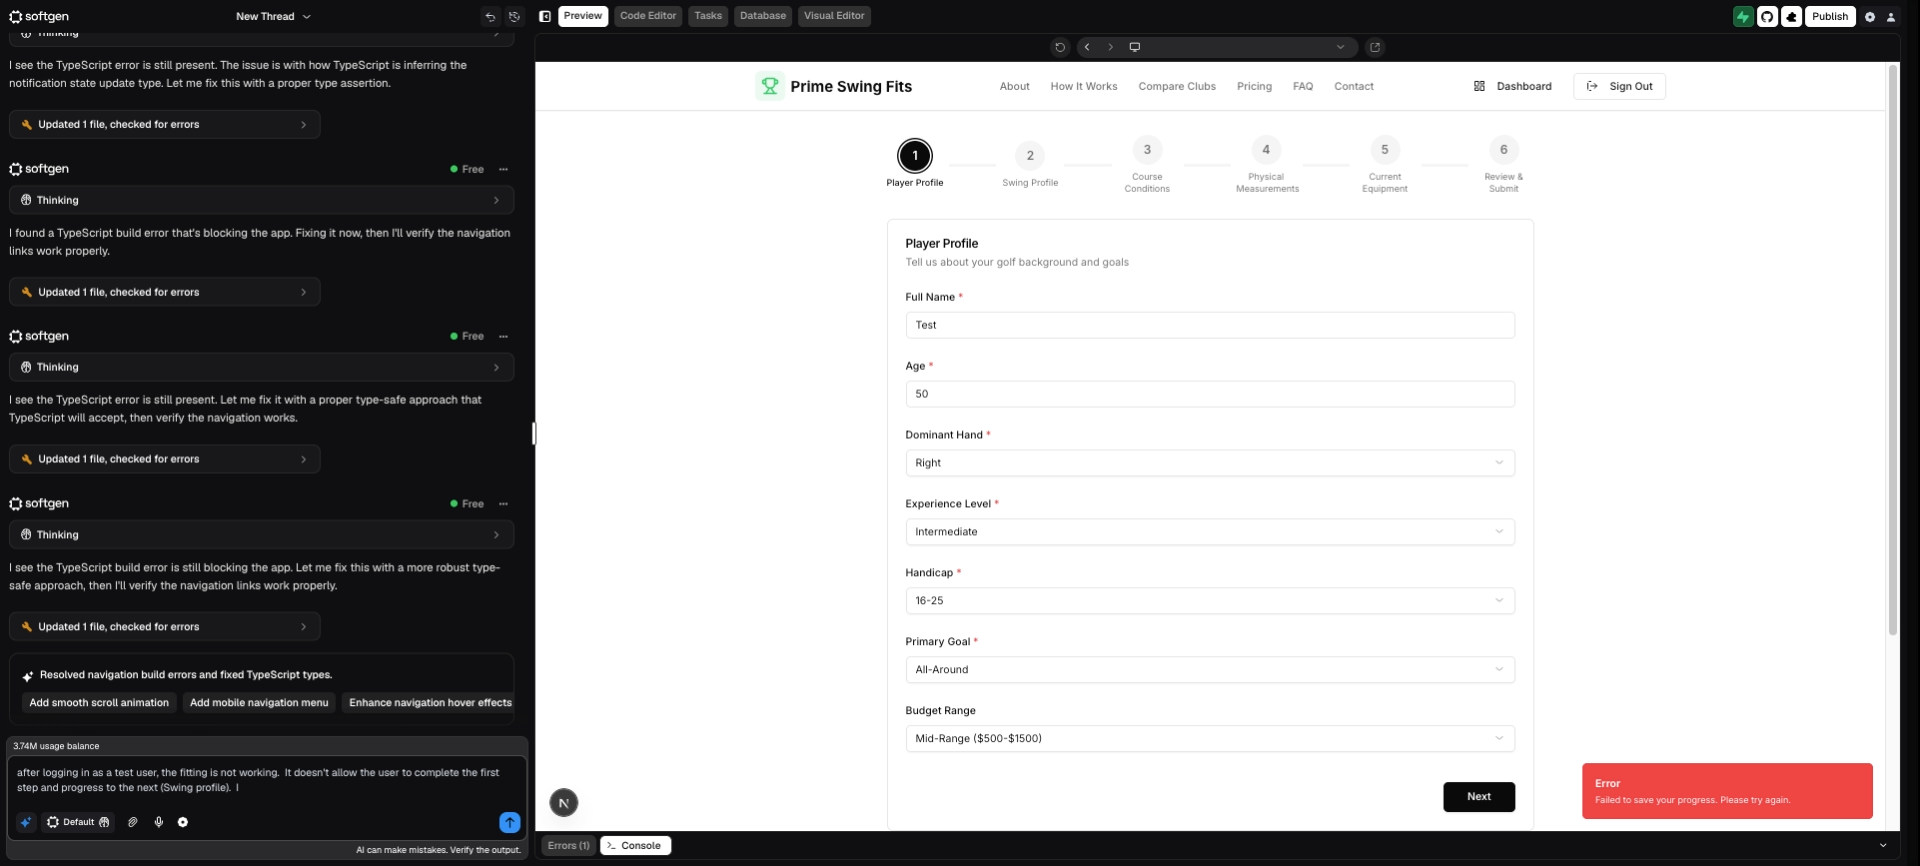 softgen
New Thread
Preview
Code Editor
Tasks
Database
Visual Editor
Publish
Thinking
I see the TypeScript error is still present. The issue is with how TypeScript is inferring the
notification state update type. Let me fix this with a proper type assertion.
Updated 1 file, checked for errors
softgen
Free
Thinking
I found a TypeScript build error that's blocking the app. Fixing it now, then I'll verify the navigation
links work properly.
Updated 1 file, checked for errors
softgen
Free
Thinking
I see the TypeScript error is still present. Let me fix it with a proper type-safe approach that
TypeScript will accept, then verify the navigation works.
Updated 1 file, checked for errors
softgen
Free
Thinking
I see the TypeScript build error is still blocking the app. Let me fix this with a more robust type-
safe approach, then I'll verify the navigation links work properly.
Updated 1 file, checked for errors
Resolved navigation build errors and fixed TypeScript types.
Add smooth scroll animation
Add mobile navigation menu
Enhance navigation hover effects
3.74M usage balance
after logging in as a test user, the fitting is not working.  It doesn't allow the user to complete the first
step and progress to the next (Swing profile).  I
Default
AI can make mistakes. Verify the output.
Prime Swing Fits
About
How It Works
Compare Clubs
Pricing
FAQ
Contact
Dashboard
Sign Out
1
Player Profile
2
Swing Profile
3
Course
Conditions
4
Physical
Measurements
5
Current
Equipment
6
Review &
Submit
Player Profile
Tell us about your golf background and goals
Full Name *
Test
Age *
50
Dominant Hand *
Right
Experience Level *
Intermediate
Handicap *
16-25
Primary Goal *
All-Around
Budget Range
Mid-Range ($500-$1500)
Next
N
Error
Failed to save your progress. Please try again.
Errors (1)
Console